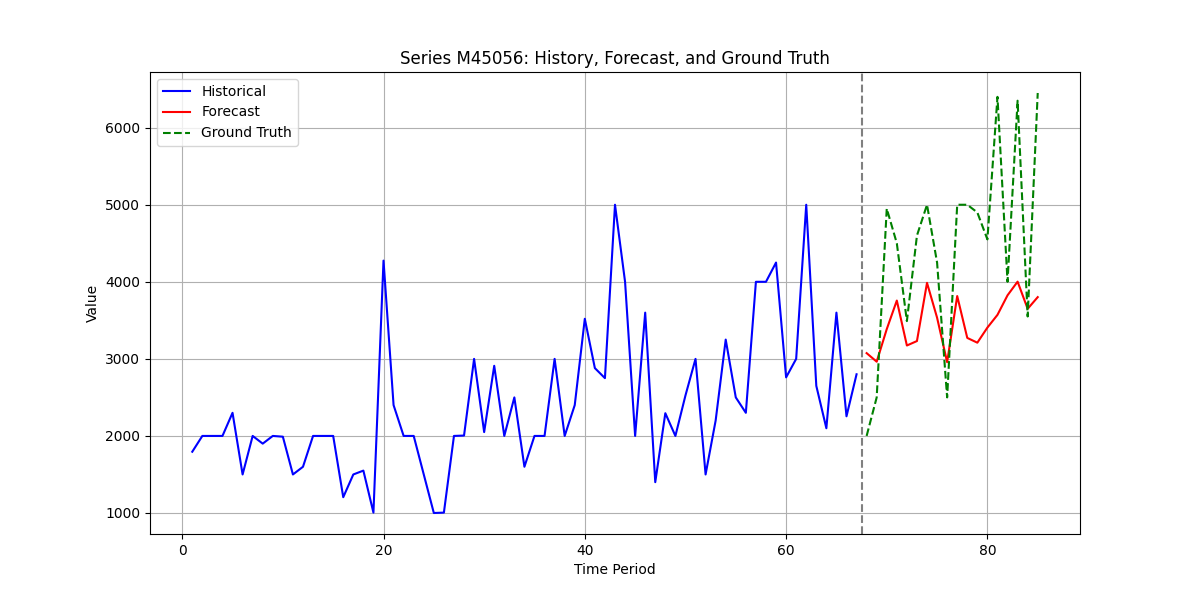 Series M45056: History, Forecast, and Ground Truth
Historical
Forecast
Ground Truth
6000
5000
4000
3000
2000
1000
Value
0
20
40
60
80
Time Period